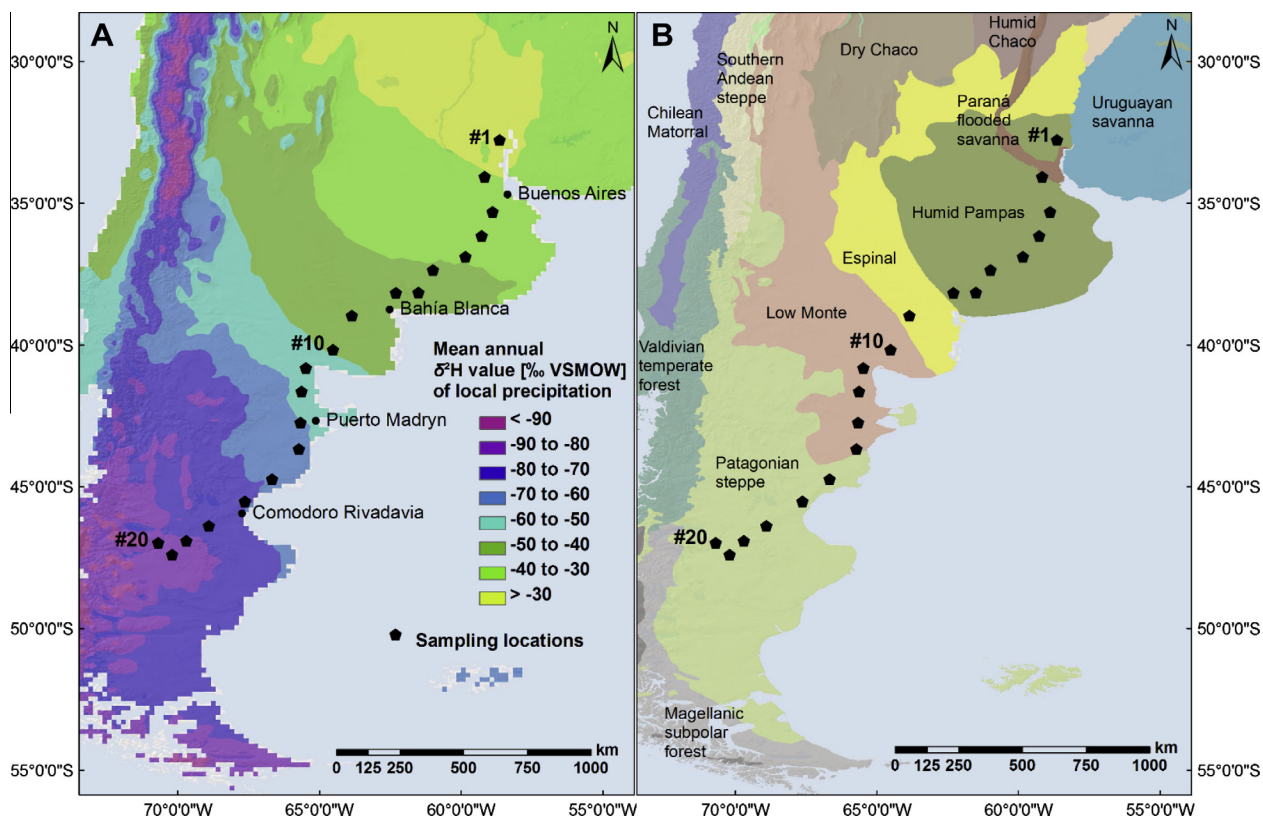 A
N
30°0'0"S
35°0'0"S
40°0'0"S
45°0'0"S
50°0'0"S
55°0'0"S
#1
Buenos Aires
Bahía Blanca
#10
Puerto Madryn
Comodoro Rivadavia
#20
Mean annual
δ²H value [‰ VSMOW]
of local precipitation
< -90
-90 to -80
-80 to -70
-70 to -60
-60 to -50
-50 to -40
-40 to -30
> -30
Sampling locations
km
0 125 250 500 750 1000
70°0'0"W 65°0'0"W 60°0'0"W 55°0'0"W
B
N
Humid
Chaco
Dry Chaco
Southern
Andean
steppe
Chilean
Matorral
Paraná
flooded
savanna
Uruguayan
savanna
#1
Humid Pampas
Espinal
Low Monte
#10
Valdivian
temperate
forest
Patagonian
steppe
#20
Magellanic
subpolar
forest
km
0 125 250 500 750 1000
30°0'0"S
35°0'0"S
40°0'0"S
45°0'0"S
50°0'0"S
55°0'0"S
70°0'0"W 65°0'0"W 60°0'0"W 55°0'0"W